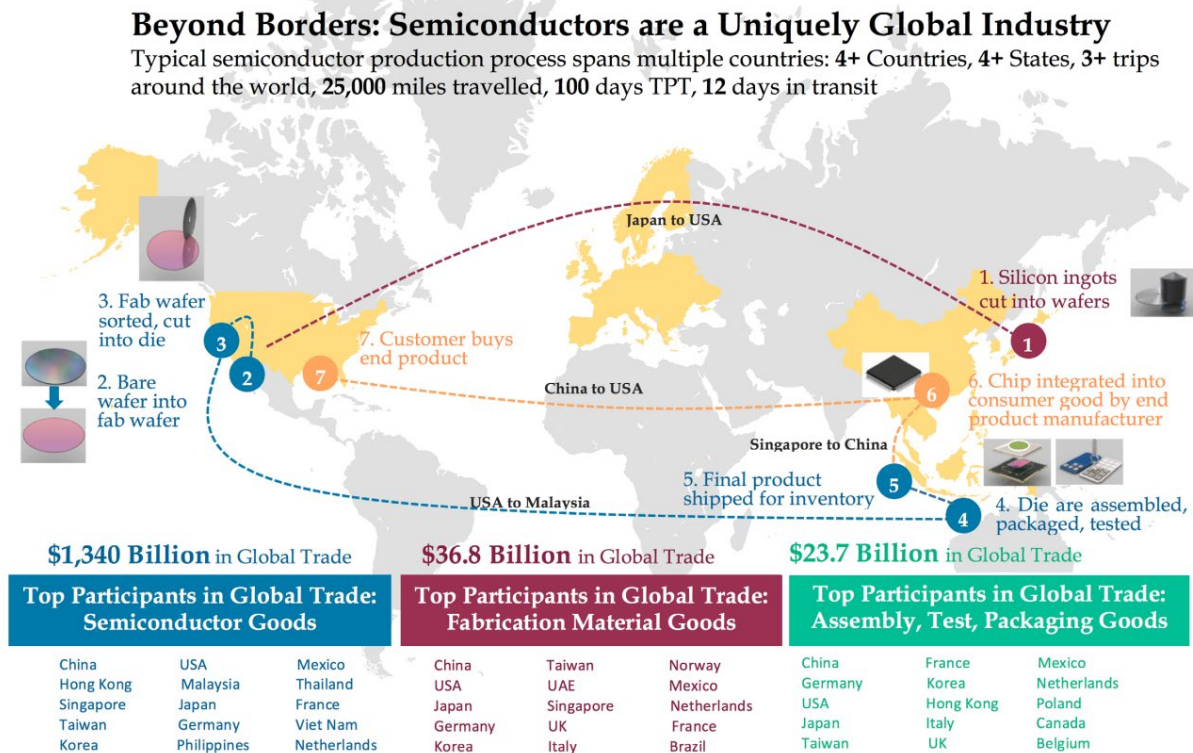 Beyond Borders: Semiconductors are a Uniquely Global Industry
Typical semiconductor production process spans multiple countries: 4+ Countries, 4+ States, 3+ trips
around the world, 25,000 miles travelled, 100 days TPT, 12 days in transit
Japan to USA
1. Silicon ingots
cut into wafers
1
3. Fab wafer
sorted, cut
into die
3
2
2. Bare
wafer into
fab wafer
7. Customer buys
end product
7
China to USA
6
6. Chip integrated into
consumer good by end
product manufacturer
Singapore to China
5. Final product
shipped for inventory
5
USA to Malaysia
4
4. Die are assembled,
packaged, tested
$1,340 Billion in Global Trade
Top Participants in Global Trade:
Semiconductor Goods
China
Hong Kong
Singapore
Taiwan
Korea
USA
Malaysia
Japan
Germany
Philippines
Mexico
Thailand
France
Viet Nam
Netherlands
$36.8 Billion in Global Trade
Top Participants in Global Trade:
Fabrication Material Goods
China
USA
Japan
Germany
Korea
Taiwan
UAE
Singapore
UK
Italy
Norway
Mexico
Netherlands
France
Brazil
$23.7 Billion in Global Trade
Top Participants in Global Trade:
Assembly, Test, Packaging Goods
China
Germany
USA
Japan
Taiwan
France
Korea
Hong Kong
Italy
UK
Mexico
Netherlands
Poland
Canada
Belgium